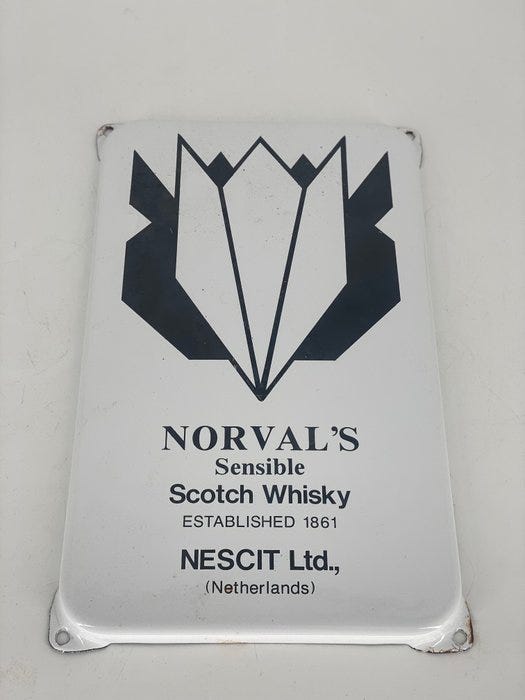 NORVAL'S
Sensible
Scotch Whisky
ESTABLISHED 1861
NESCIT Ltd.,
(Netherlands)